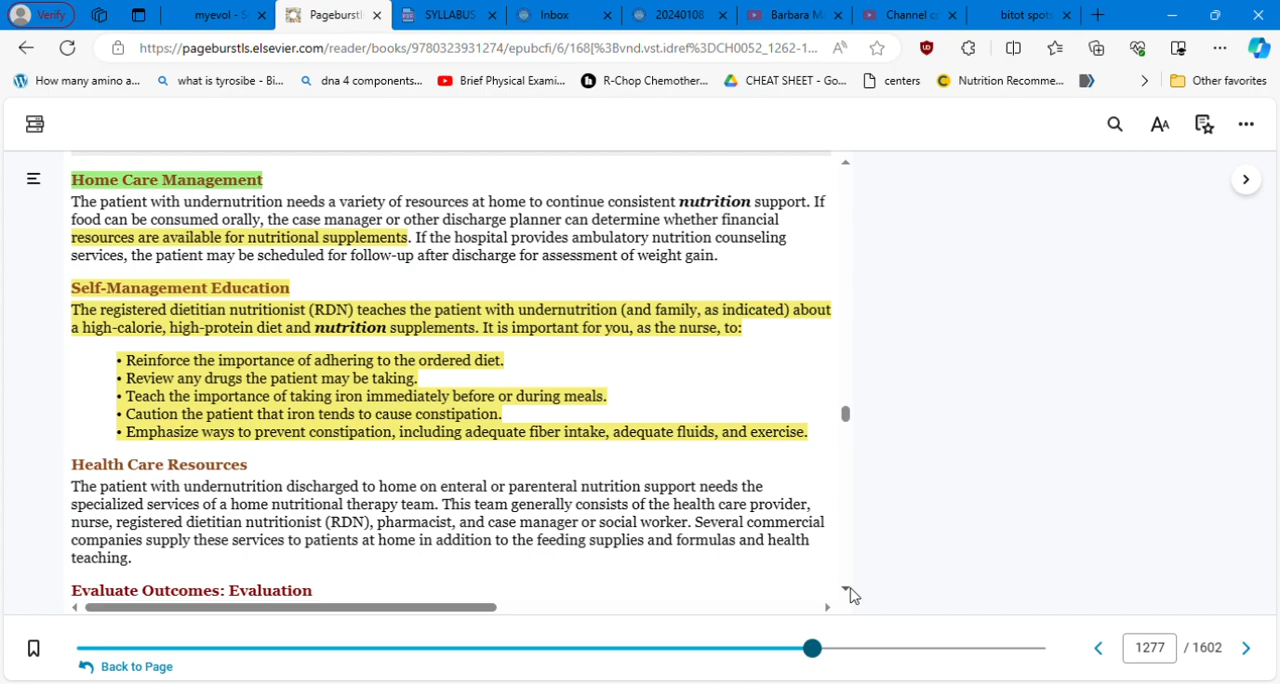 Verify
myevol - S
Pageburstl
SYLLABUS
Inbox
20240108
Barbara M
Channel c
bitot spots
https://pageburstls.elsevier.com/reader/books/9780323931274/epubcfi/6/168[%3Bvnd.vst.idref%3DCH0052_1262-1...
How many amino a...
what is tyrosibe - Bi...
dna 4 components...
Brief Physical Exami...
R-Chop Chemother...
CHEAT SHEET - Go...
centers
Nutrition Recomme...
Other favorites
Home Care Management
The patient with undernutrition needs a variety of resources at home to continue consistent nutrition support. If
food can be consumed orally, the case manager or other discharge planner can determine whether financial
resources are available for nutritional supplements. If the hospital provides ambulatory nutrition counseling
services, the patient may be scheduled for follow-up after discharge for assessment of weight gain.
Self-Management Education
The registered dietitian nutritionist (RDN) teaches the patient with undernutrition (and family, as indicated) about
a high-calorie, high-protein diet and nutrition supplements. It is important for you, as the nurse, to:
• Reinforce the importance of adhering to the ordered diet.
• Review any drugs the patient may be taking.
• Teach the importance of taking iron immediately before or during meals.
• Caution the patient that iron tends to cause constipation.
• Emphasize ways to prevent constipation, including adequate fiber intake, adequate fluids, and exercise.
Health Care Resources
The patient with undernutrition discharged to home on enteral or parenteral nutrition support needs the
specialized services of a home nutritional therapy team. This team generally consists of the health care provider,
nurse, registered dietitian nutritionist (RDN), pharmacist, and case manager or social worker. Several commercial
companies supply these services to patients at home in addition to the feeding supplies and formulas and health
teaching.
Evaluate Outcomes: Evaluation
1277 / 1602
Back to Page